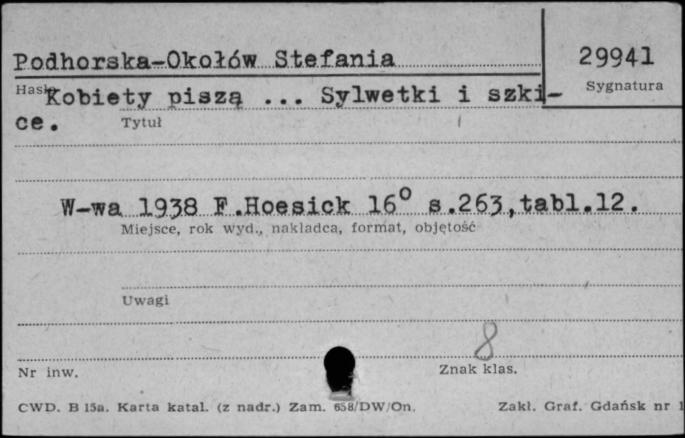 Podhorska-Okołów Stefania 29941
Hasło Sygnatura
Kobiety piszą ... Sylwetki i szki-
ce. Tytuł
W-wa 1938 F.Hoesick 16° s.263,tabl.12.
Miejsce, rok wyd., nakładca, format, objętość
Uwagi
8
Nr inw. Znak klas.
CWD. B 15a. Karta katal. (z nadr.) Zam. 658/DW/On. Zakł. Graf. Gdańsk nr 1